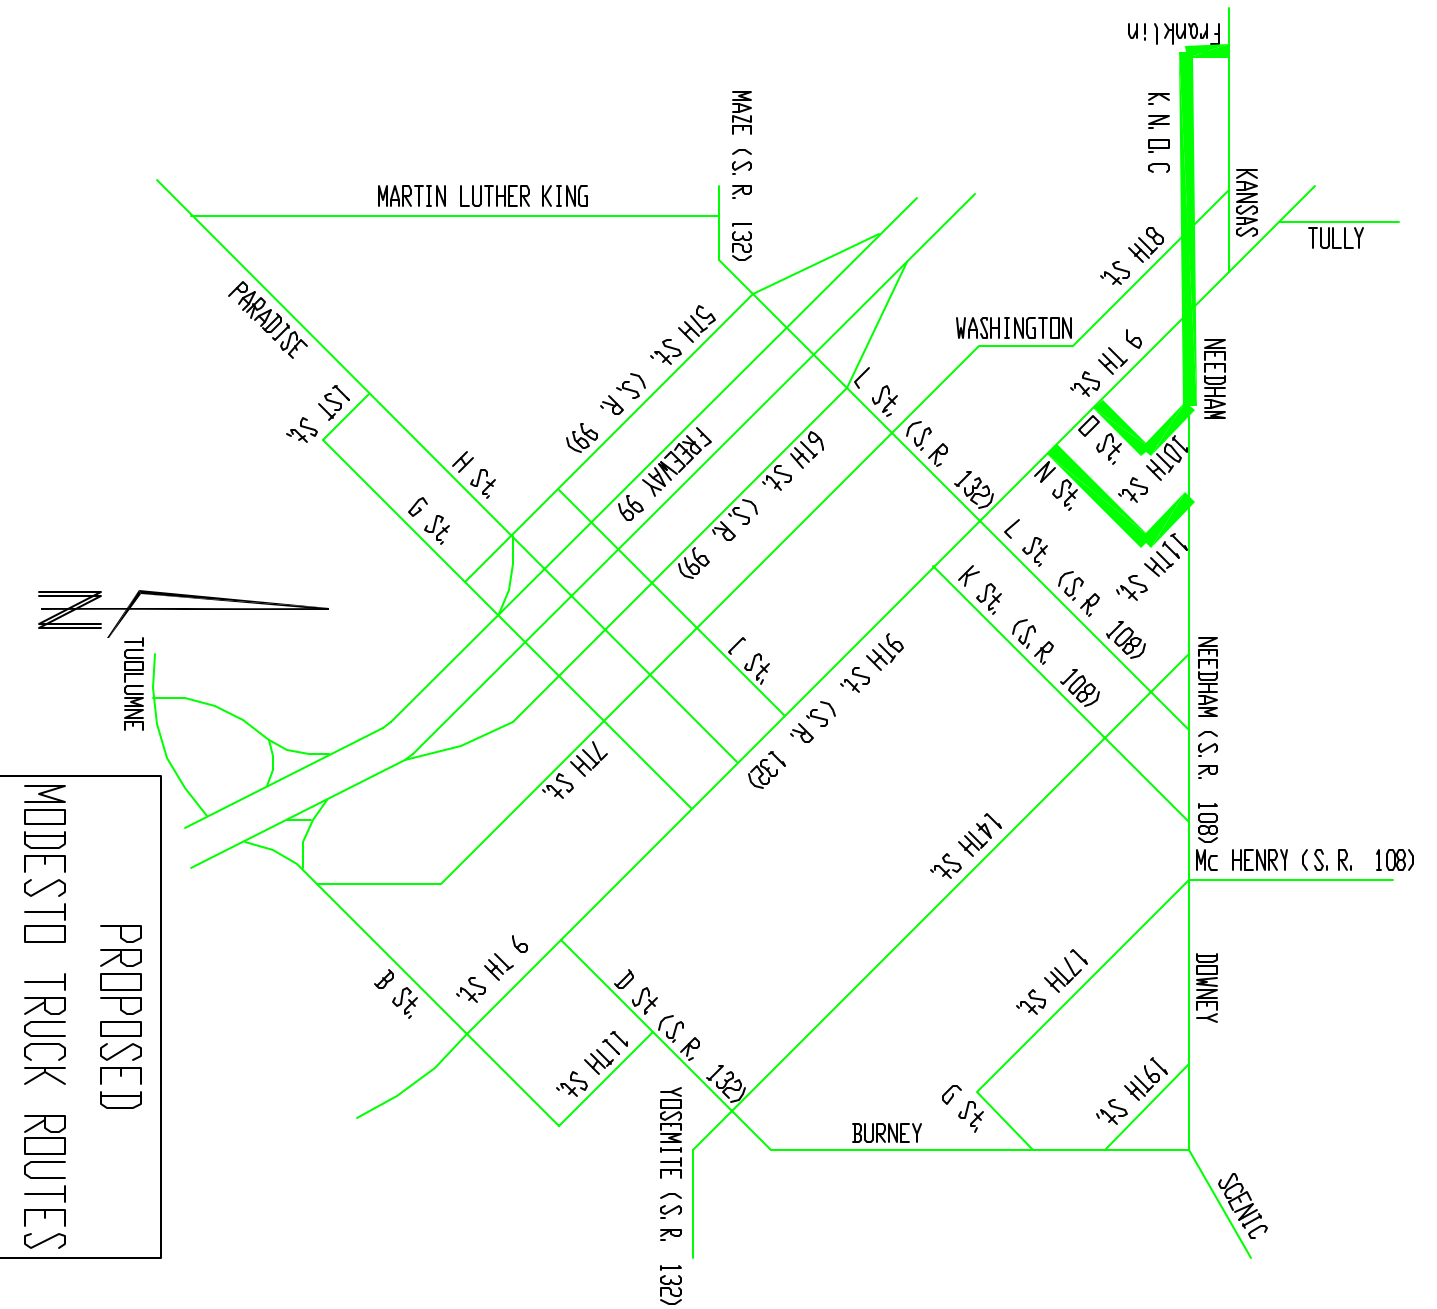 Franklin
K. N. O. C
KANSAS
TULLY
MAZE (S. R. 132)
MARTIN LUTHER KING
8TH St.
WASHINGTON
9 TH St.
NEEDHAM
PARADISE
5TH St. (S. R. 99)
1ST St.
L St. (S. R. 132)
O St.
10TH St.
N St.
FREEWAY 99
6TH St. (S. R. 99)
H St.
G St.
11TH St.
L St. (S. R. 108)
K St. (S. R. 108)
I St.
9TH St. (S. R. 132)
NEEDHAM (S. R. 108)
N
TUOLUMNE
7TH St.
14TH St.
Mc HENRY (S. R. 108)
17TH St.
DOWNEY
9 TH St.
B St.
D St (S. R. 132)
11TH St.
19TH St.
G St.
BURNEY
YOSEMITE (S. R. 132)
SCENIC
PROPOSED
MODESTO TRUCK ROUTES